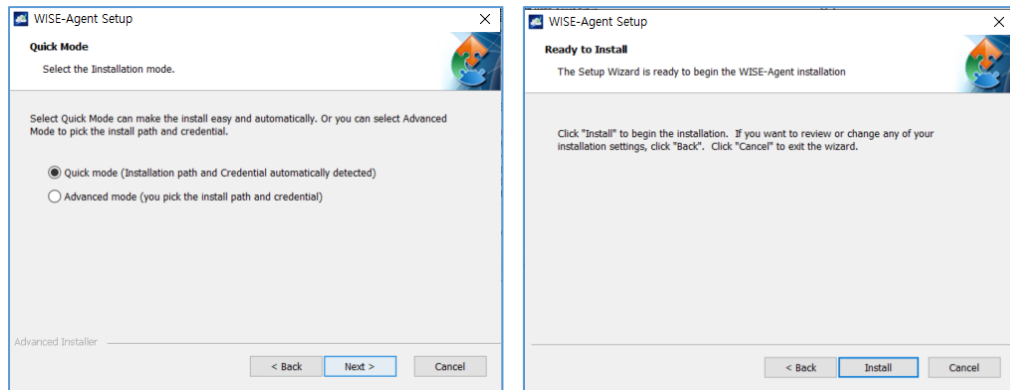 WISE-Agent Setup
Quick Mode
Select the Iinstallation mode.
Select Quick Mode can make the install easy and automatically. Or you can select Advanced
Mode to pick the install path and credential.
Quick mode (Installation path and Credential automatically detected)
Advanced mode (you pick the install path and credential)
Advanced Installer
< Back
Next >
Cancel
WISE-Agent Setup
Ready to Install
The Setup Wizard is ready to begin the WISE-Agent installation
Click "Install" to begin the installation. If you want to review or change any of your
installation settings, click "Back". Click "Cancel" to exit the wizard.
< Back
Install
Cancel